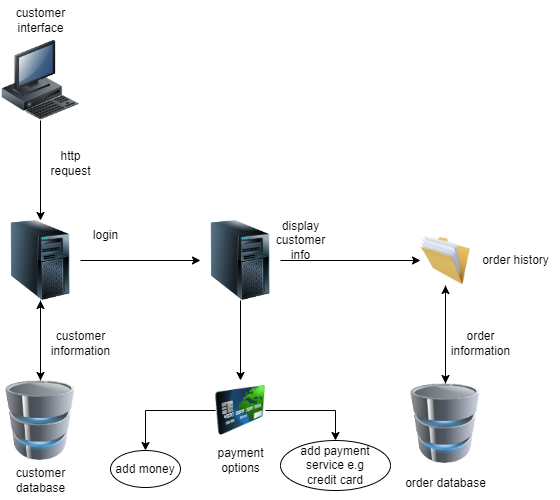 customer
interface
http
request
login
display
customer
info
order history
customer
information
order
information
add money
payment
options
add payment
service e.g
credit card
customer
database
order database